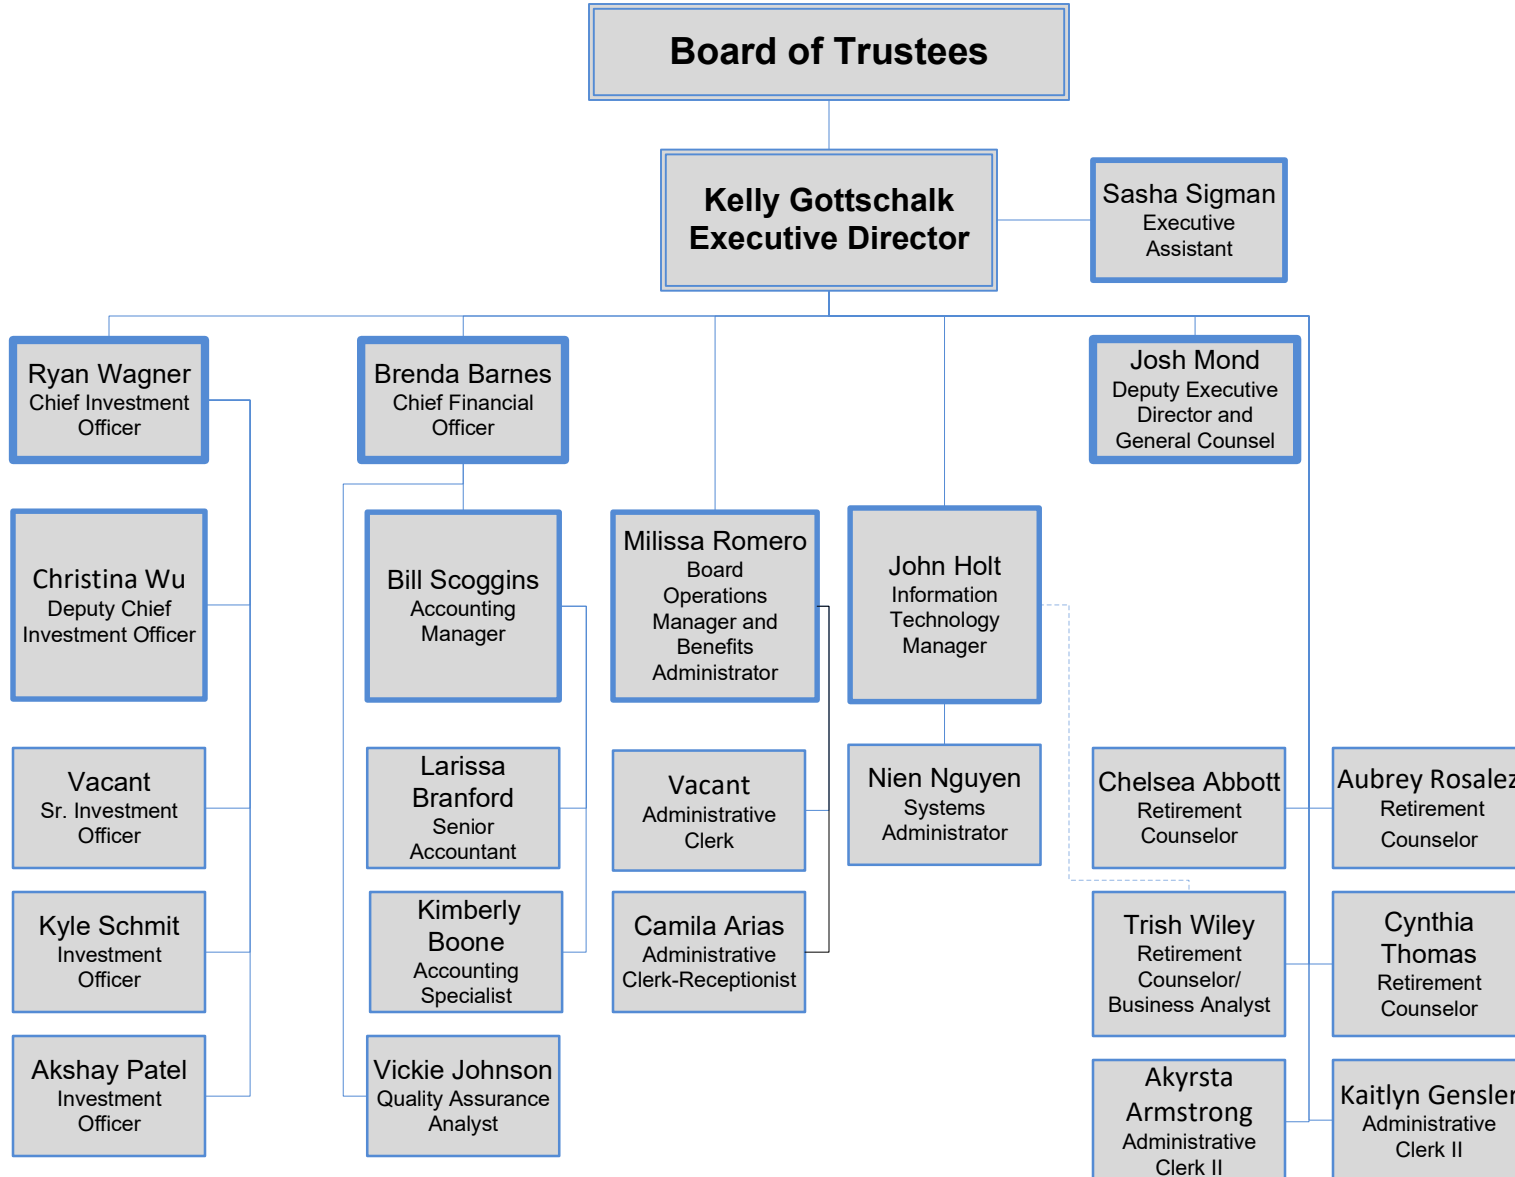 Board of Trustees
Kelly Gottschalk
Executive Director
Sasha Sigman
Executive
Assistant
Ryan Wagner
Chief Investment
Officer
Brenda Barnes
Chief Financial
Officer
Josh Mond
Deputy Executive
Director and
General Counsel
Christina Wu
Deputy Chief
Investment Officer
Bill Scoggins
Accounting
Manager
Milissa Romero
Board
Operations
Manager and
Benefits
Administrator
John Holt
Information
Technology
Manager
Vacant
Sr. Investment
Officer
Larissa
Branford
Senior
Accountant
Vacant
Administrative
Clerk
Nien Nguyen
Systems
Administrator
Chelsea Abbott
Retirement
Counselor
Aubrey Rosalez
Retirement
Counselor
Kyle Schmit
Investment
Officer
Kimberly
Boone
Accounting
Specialist
Camila Arias
Administrative
Clerk-Receptionist
Trish Wiley
Retirement
Counselor/
Business Analyst
Cynthia
Thomas
Retirement
Counselor
Akshay Patel
Investment
Officer
Vickie Johnson
Quality Assurance
Analyst
Akyrsta
Armstrong
Administrative
Clerk II
Kaitlyn Gensler
Administrative
Clerk II